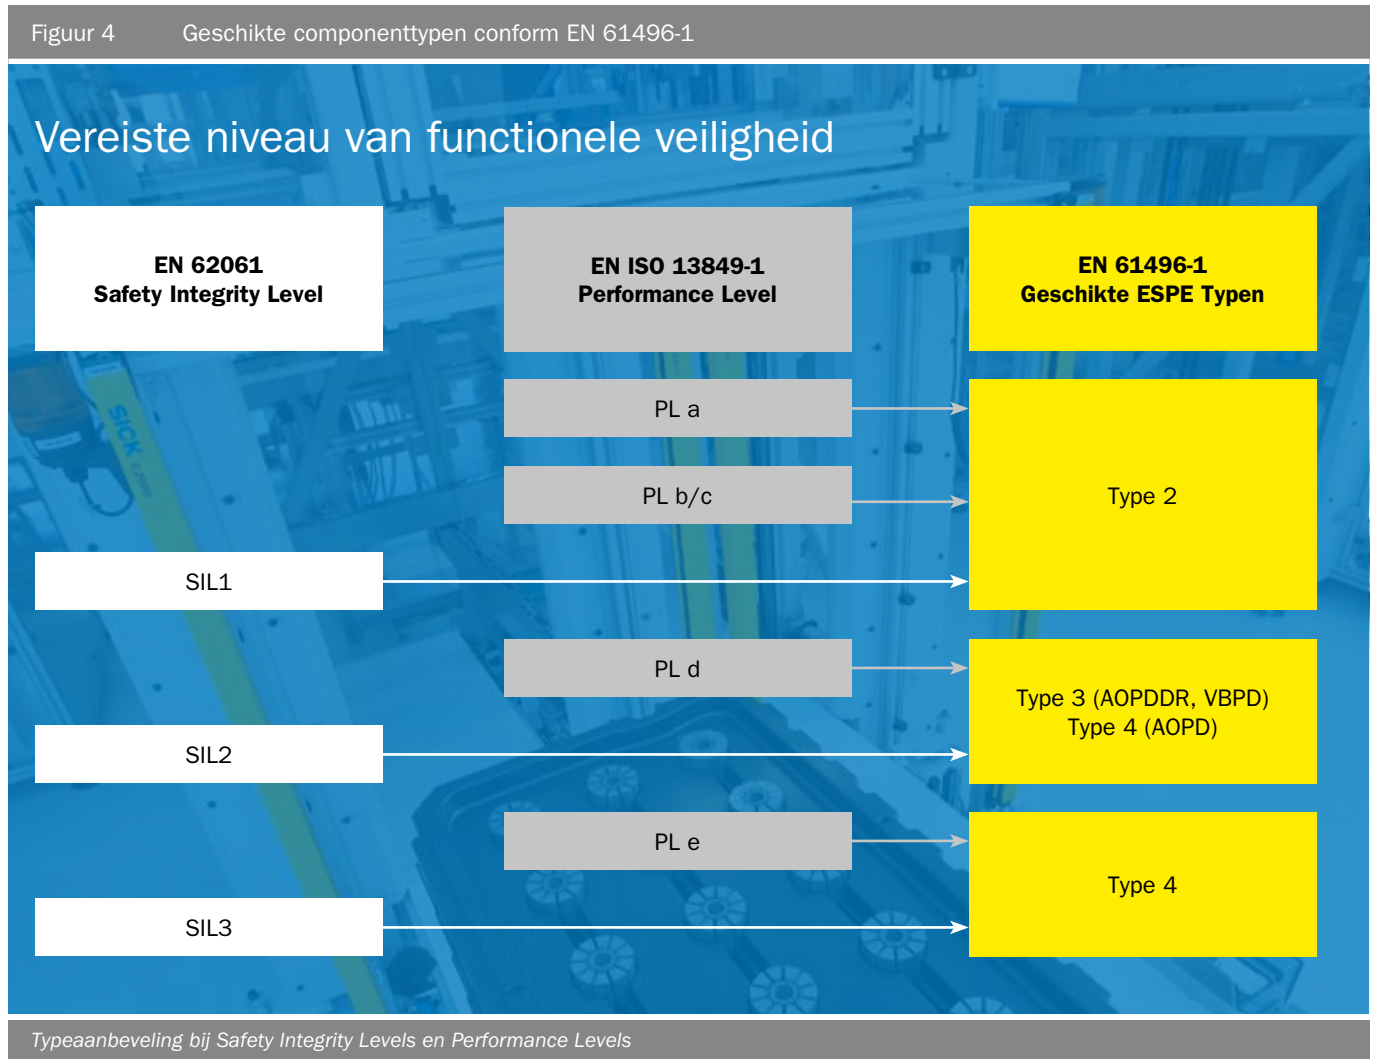 Figuur 4 Geschikte componenttypen conform EN 61496-1
Vereiste niveau van functionele veiligheid
EN 62061
Safety Integrity Level
EN ISO 13849-1
Performance Level
EN 61496-1
Geschikte ESPE Typen
PL a
PL b/c
Type 2
SIL1
PL d
Type 3 (AOPDDR, VBPD)
Type 4 (AOPD)
SIL2
PL e
Type 4
SIL3
SICK
Typeaanbeveling bij Safety Integrity Levels en Performance Levels